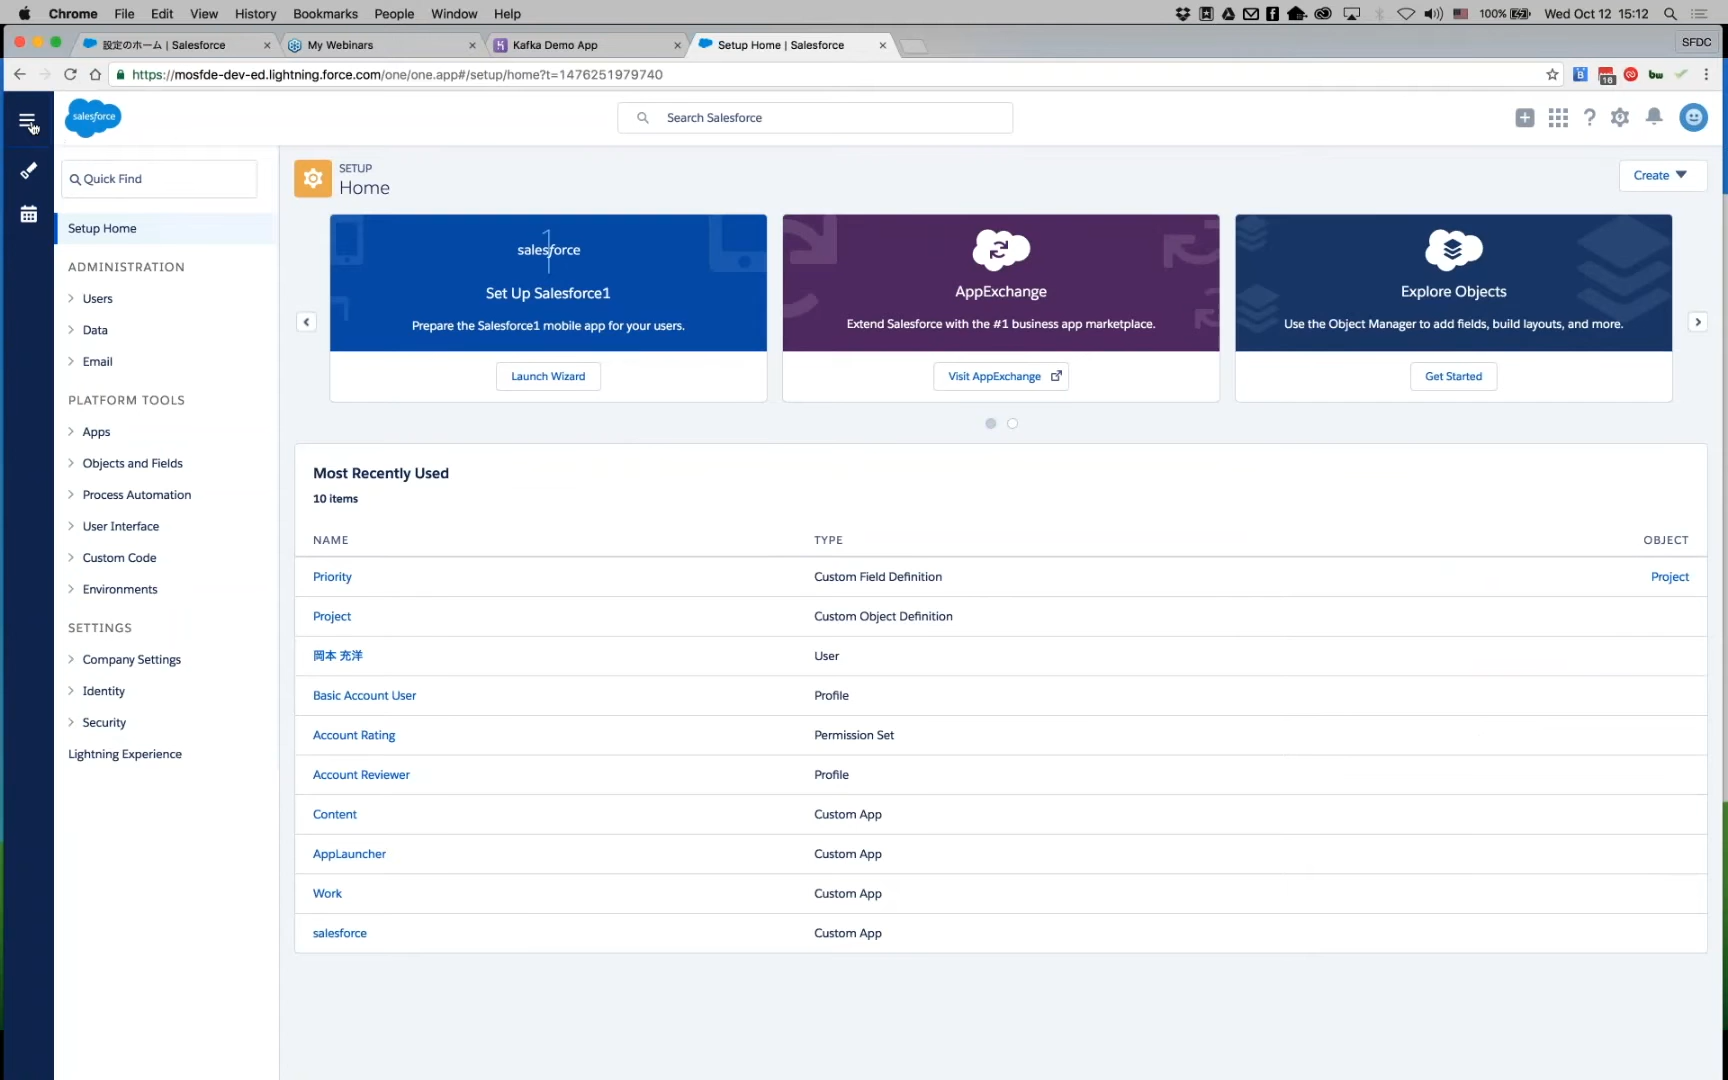 Chrome File Edit View History Bookmarks People Window Help 100% Wed Oct 12 15:12
設定のホーム | Salesforce My Webinars Kafka Demo App Setup Home | Salesforce SFDC
https://mosfde-dev-ed.lightning.force.com/one/one.app#/setup/home?t=1476251979740 B 16 bw
salesforce Search Salesforce
Quick Find
Setup Home
ADMINISTRATION
Users
Data
Email
PLATFORM TOOLS
Apps
Objects and Fields
Process Automation
User Interface
Custom Code
Environments
SETTINGS
Company Settings
Identity
Security
Lightning Experience
SETUP
Home
Create
salesforce1
Set Up Salesforce1
Prepare the Salesforce1 mobile app for your users.
Launch Wizard
AppExchange
Extend Salesforce with the #1 business app marketplace.
Visit AppExchange
Explore Objects
Use the Object Manager to add fields, build layouts, and more.
Get Started
Most Recently Used
10 items
NAME TYPE OBJECT
Priority Custom Field Definition Project
Project Custom Object Definition
岡本 充洋 User
Basic Account User Profile
Account Rating Permission Set
Account Reviewer Profile
Content Custom App
AppLauncher Custom App
Work Custom App
salesforce Custom App